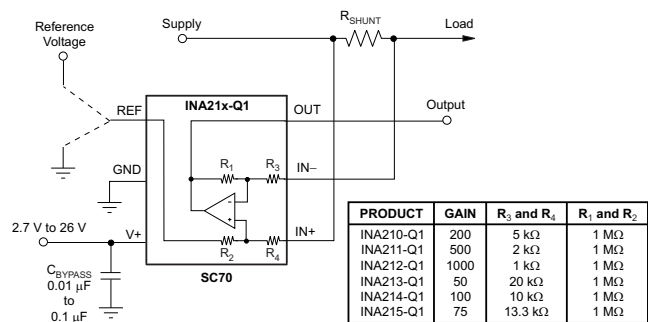 Reference
Voltage
Supply
R_SHUNT
Load
REF
INA21x-Q1
OUT
Output
GND
R1
R3
IN−
−
+
2.7 V to 26 V
V+
R2
R4
IN+
C_BYPASS
0.01 µF
to
0.1 µF
SC70
PRODUCT GAIN R3 and R4 R1 and R2
INA210-Q1 200 5 kΩ 1 MΩ
INA211-Q1 500 2 kΩ 1 MΩ
INA212-Q1 1000 1 kΩ 1 MΩ
INA213-Q1 50 20 kΩ 1 MΩ
INA214-Q1 100 10 kΩ 1 MΩ
INA215-Q1 75 13.3 kΩ 1 MΩ